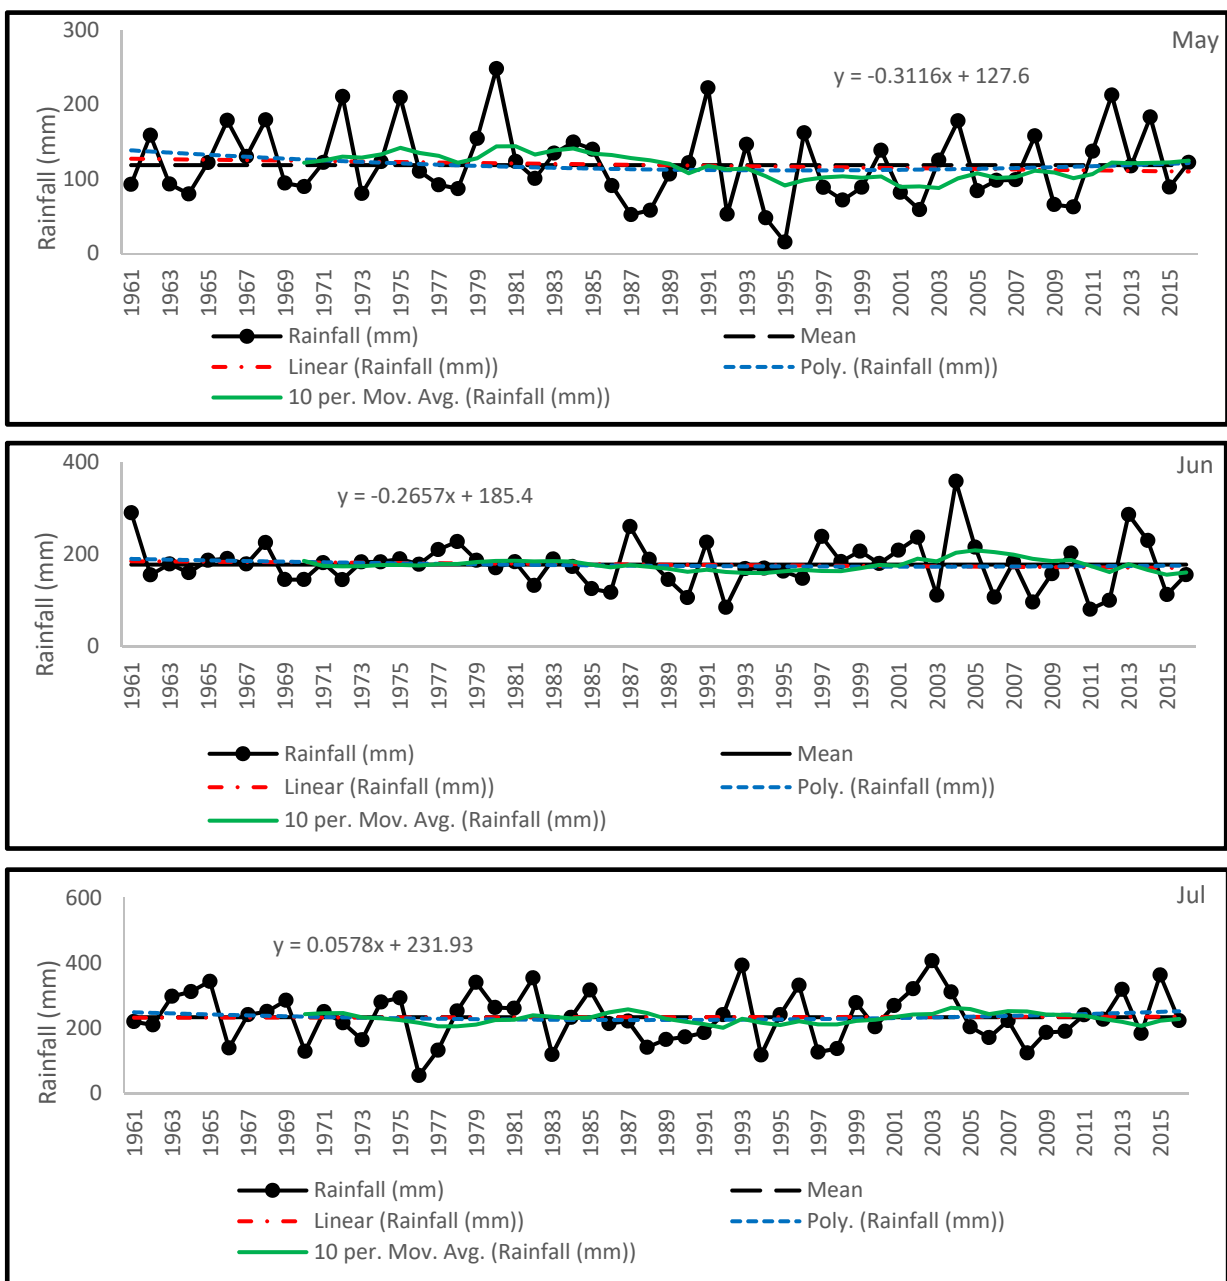 May
300
y = -0.3116x + 127.6
200
100
0
Rainfall (mm)
1961 1963 1965 1967 1969 1971 1973 1975 1977 1979 1981 1983 1985 1987 1989 1991 1993 1995 1997 1999 2001 2003 2005 2007 2009 2011 2013 2015
Rainfall (mm) Mean
Linear (Rainfall (mm)) Poly. (Rainfall (mm))
10 per. Mov. Avg. (Rainfall (mm))
Jun
400
y = -0.2657x + 185.4
200
0
Rainfall (mm)
1961 1963 1965 1967 1969 1971 1973 1975 1977 1979 1981 1983 1985 1987 1989 1991 1993 1995 1997 1999 2001 2003 2005 2007 2009 2011 2013 2015
Rainfall (mm) Mean
Linear (Rainfall (mm)) Poly. (Rainfall (mm))
10 per. Mov. Avg. (Rainfall (mm))
Jul
600
y = 0.0578x + 231.93
400
200
0
Rainfall (mm)
1961 1963 1965 1967 1969 1971 1973 1975 1977 1979 1981 1983 1985 1987 1989 1991 1993 1995 1997 1999 2001 2003 2005 2007 2009 2011 2013 2015
Rainfall (mm) Mean
Linear (Rainfall (mm)) Poly. (Rainfall (mm))
10 per. Mov. Avg. (Rainfall (mm))